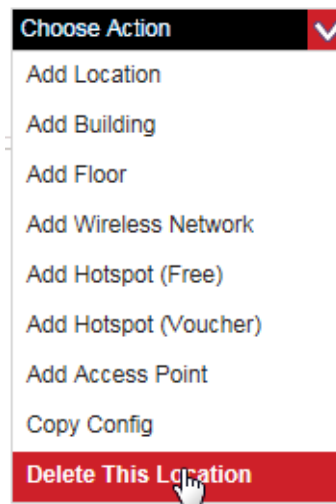 Choose Action
Add Location
Add Building
Add Floor
Add Wireless Network
Add Hotspot (Free)
Add Hotspot (Voucher)
Add Access Point
Copy Config
Delete This Location